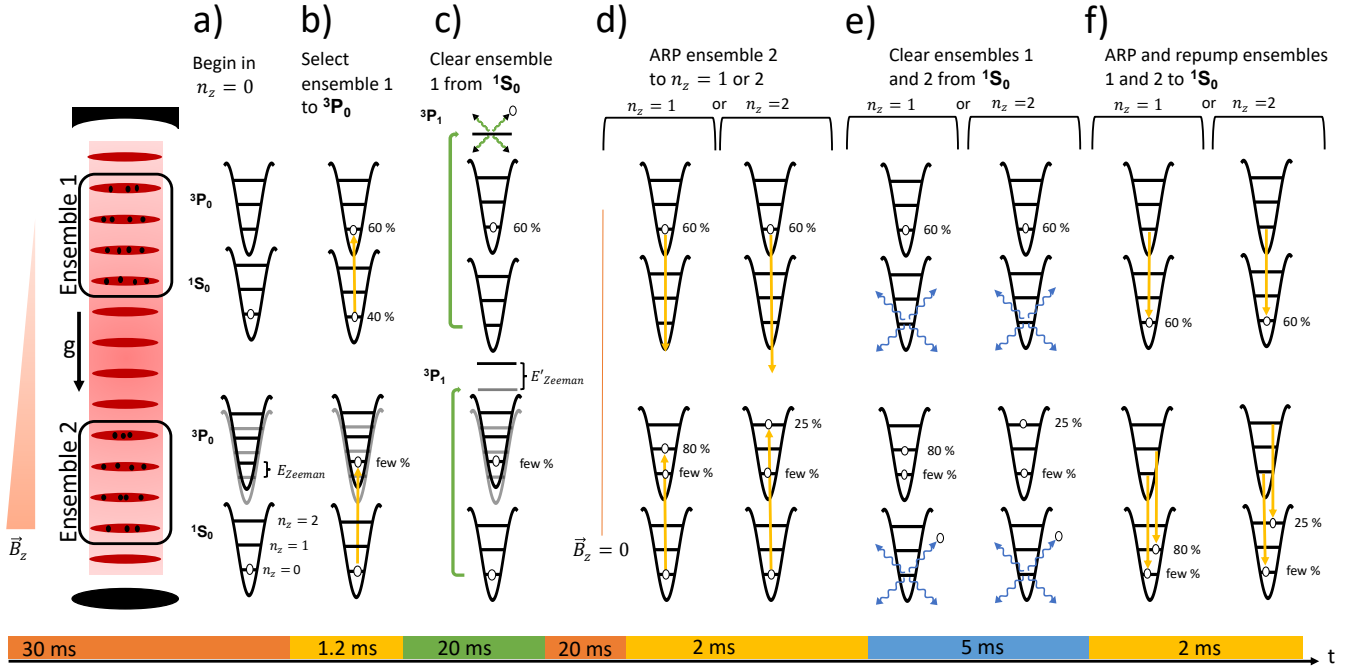 a)
Begin in
n_z = 0
b)
Select
ensemble 1
to ³P₀
c)
Clear ensemble
1 from ¹S₀
d)
ARP ensemble 2
to n_z = 1 or 2
n_z = 1 or n_z =2
e)
Clear ensembles 1
and 2 from ¹S₀
n_z = 1 or n_z =2
f)
ARP and repump ensembles
1 and 2 to ¹S₀
n_z = 1 or n_z =2
³P₁
Ensemble 1
³P₀
60 %
60 %
60 %
60 %
60 %
60 %
¹S₀
40 %
60 %
60 %
g
³P₁
E'_Zeeman
Ensemble 2
³P₀
E_Zeeman
few %
few %
80 %
few %
25 %
few %
80 %
few %
25 %
few %
¹S₀
n_z = 2
n_z = 1
n_z = 0
25 %
80 %
few %
few %
B⃗_z
B⃗_z = 0
30 ms
1.2 ms
20 ms
20 ms
2 ms
5 ms
2 ms
t